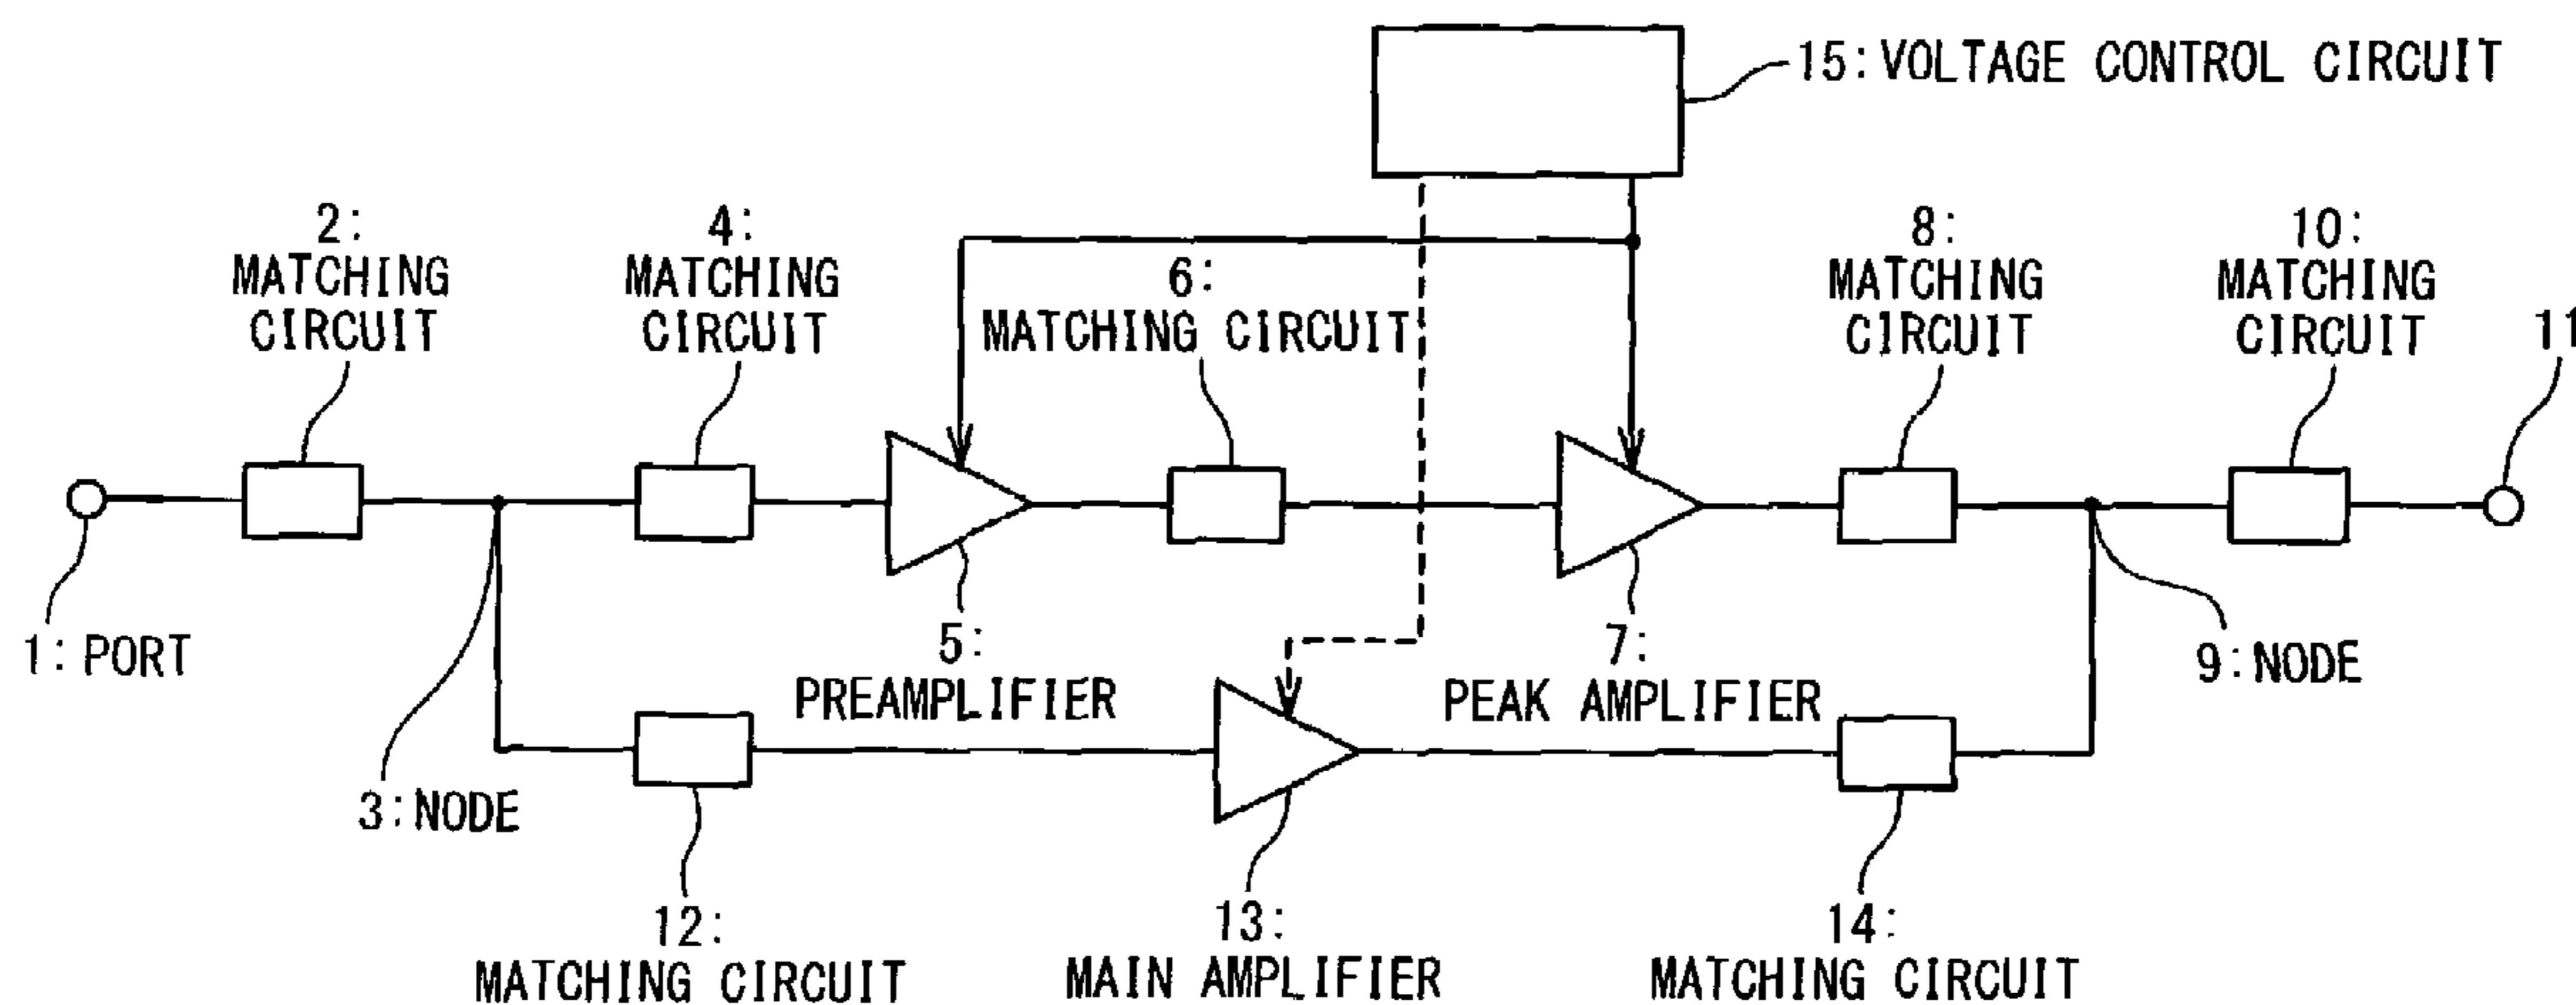 15:VOLTAGE CONTROL CIRCUIT
2:
MATCHING
CIRCUIT
4:
MATCHING
CIRCUIT
6:
MATCHING CIRCUIT
8:
MATCHING
CIRCUIT
10:
MATCHING
CIRCUIT
11
1:PORT
5:
PREAMPLIFIER
7:
PEAK AMPLIFIER
9:NODE
3:NODE
12:
MATCHING CIRCUIT
13:
MAIN AMPLIFIER
14:
MATCHING CIRCUIT